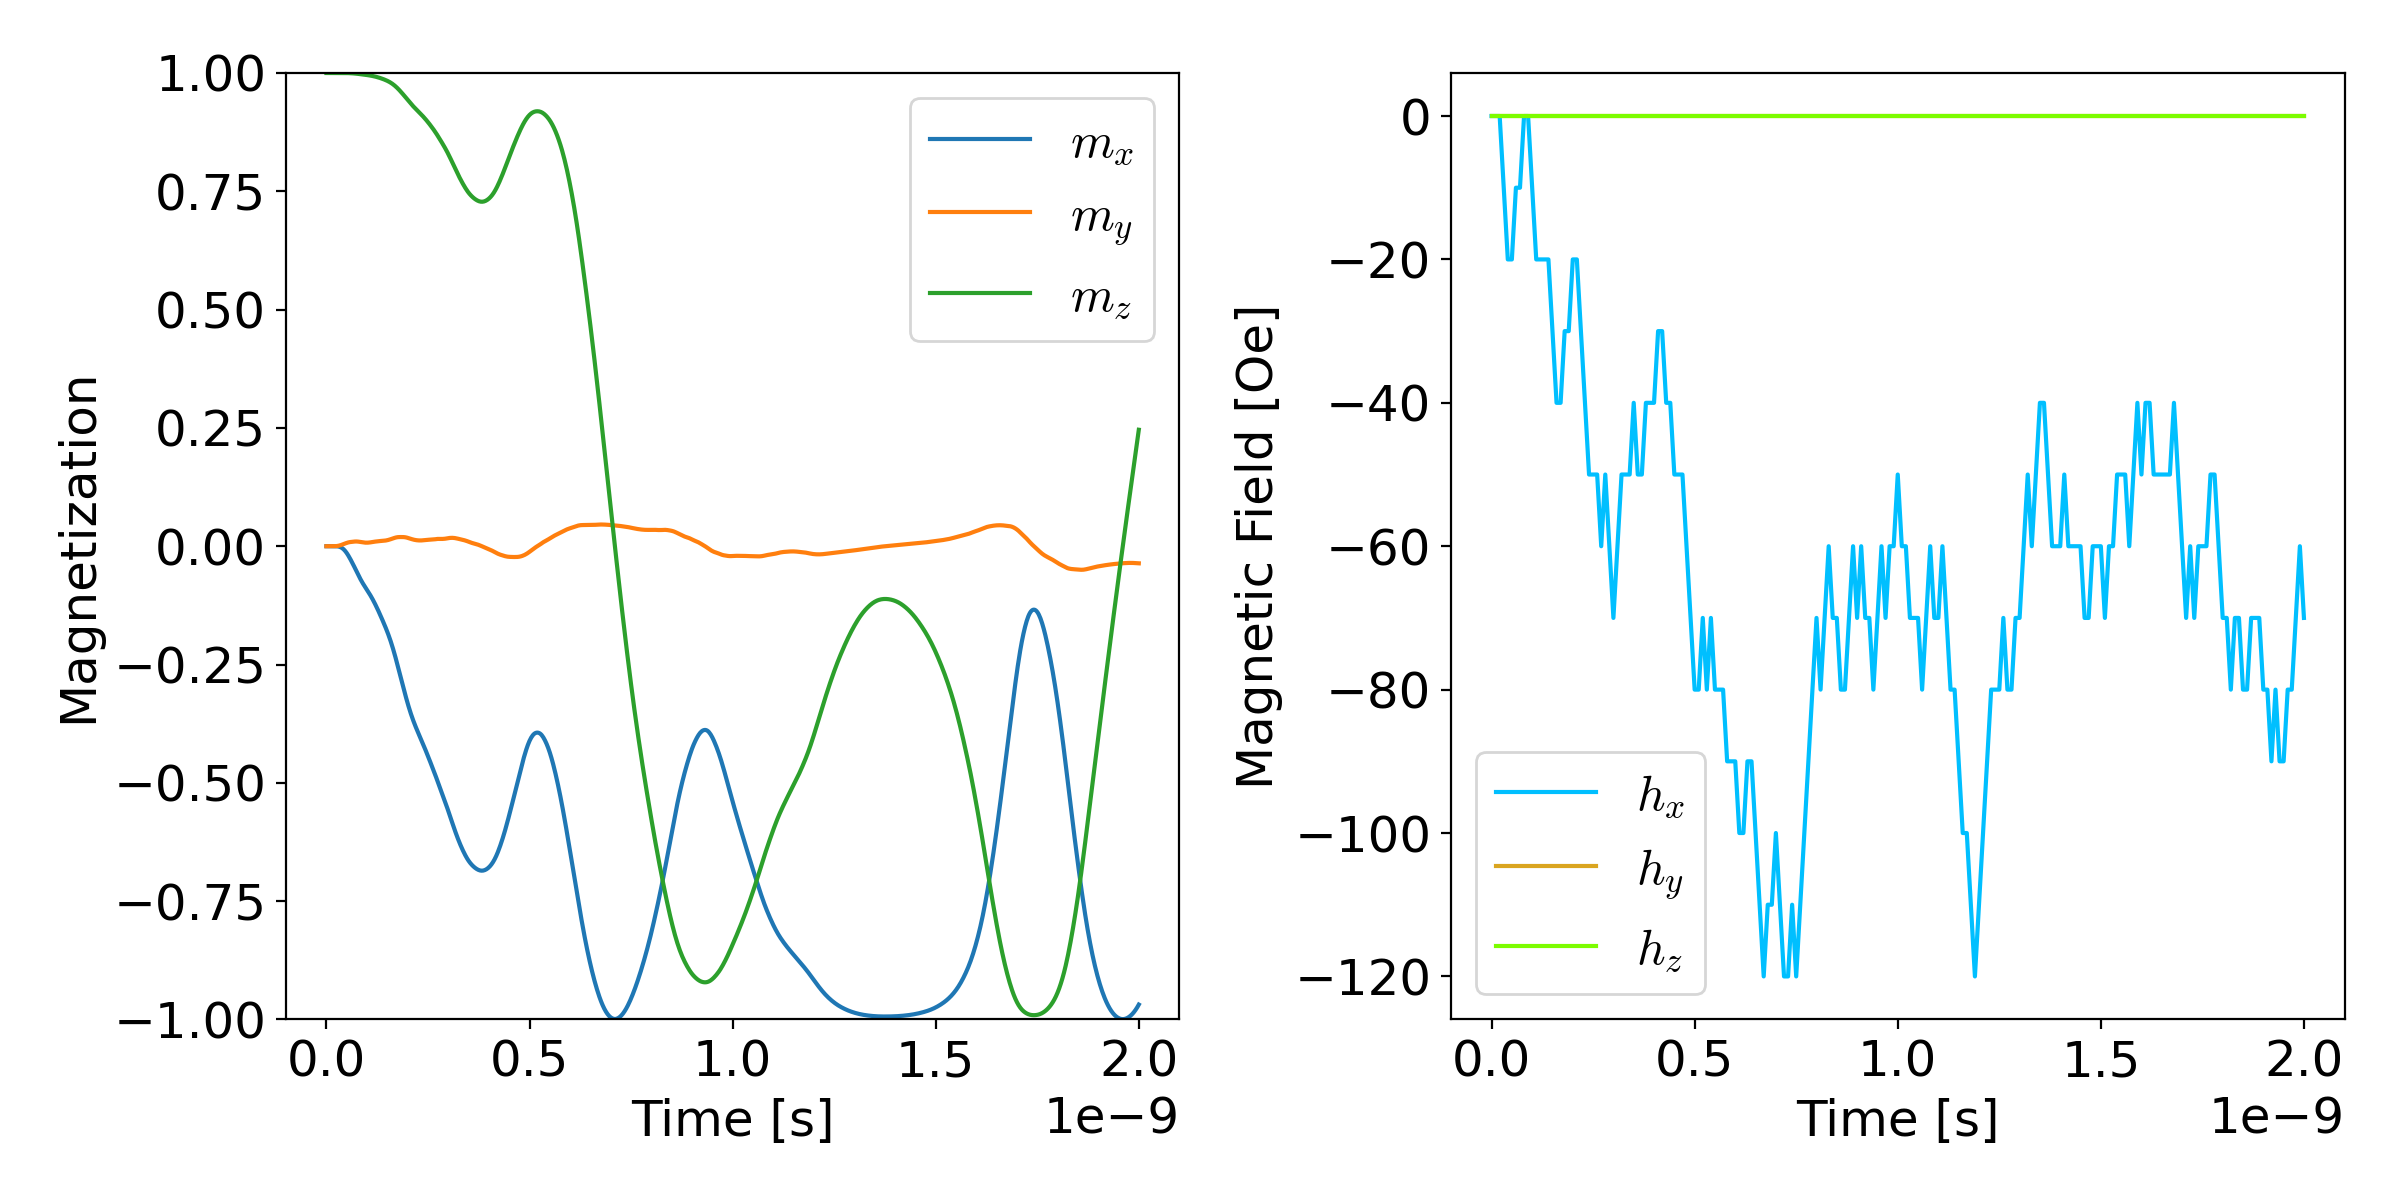 Magnetization
1.00
0.75
0.50
0.25
0.00
−0.25
−0.50
−0.75
−1.00
0.0 0.5 1.0 1.5 2.0
Time [s]
1e−9
m_x
m_y
m_z
Magnetic Field [Oe]
0
−20
−40
−60
−80
−100
−120
0.0 0.5 1.0 1.5 2.0
Time [s]
1e−9
h_x
h_y
h_z